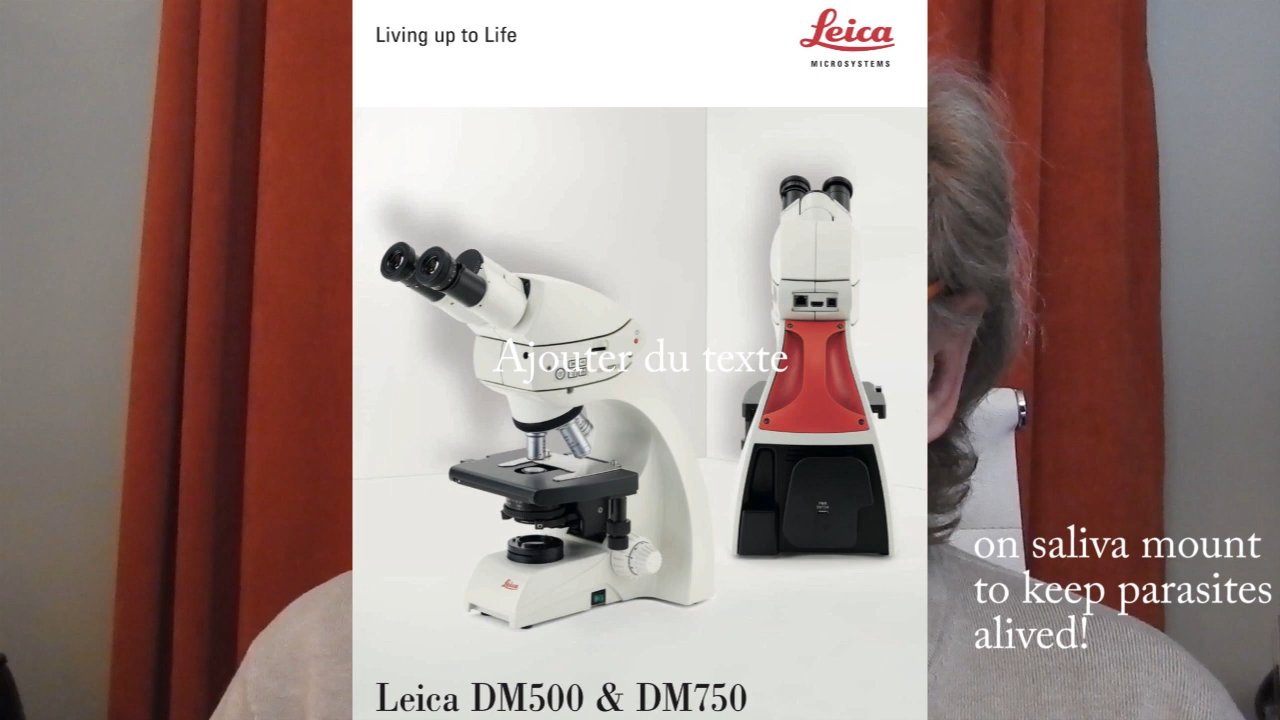 Living up to Life
Leica
MICROSYSTEMS
Ajouter du texte
Leica
on saliva mount
to keep parasites
alived!
Leica DM500 & DM750